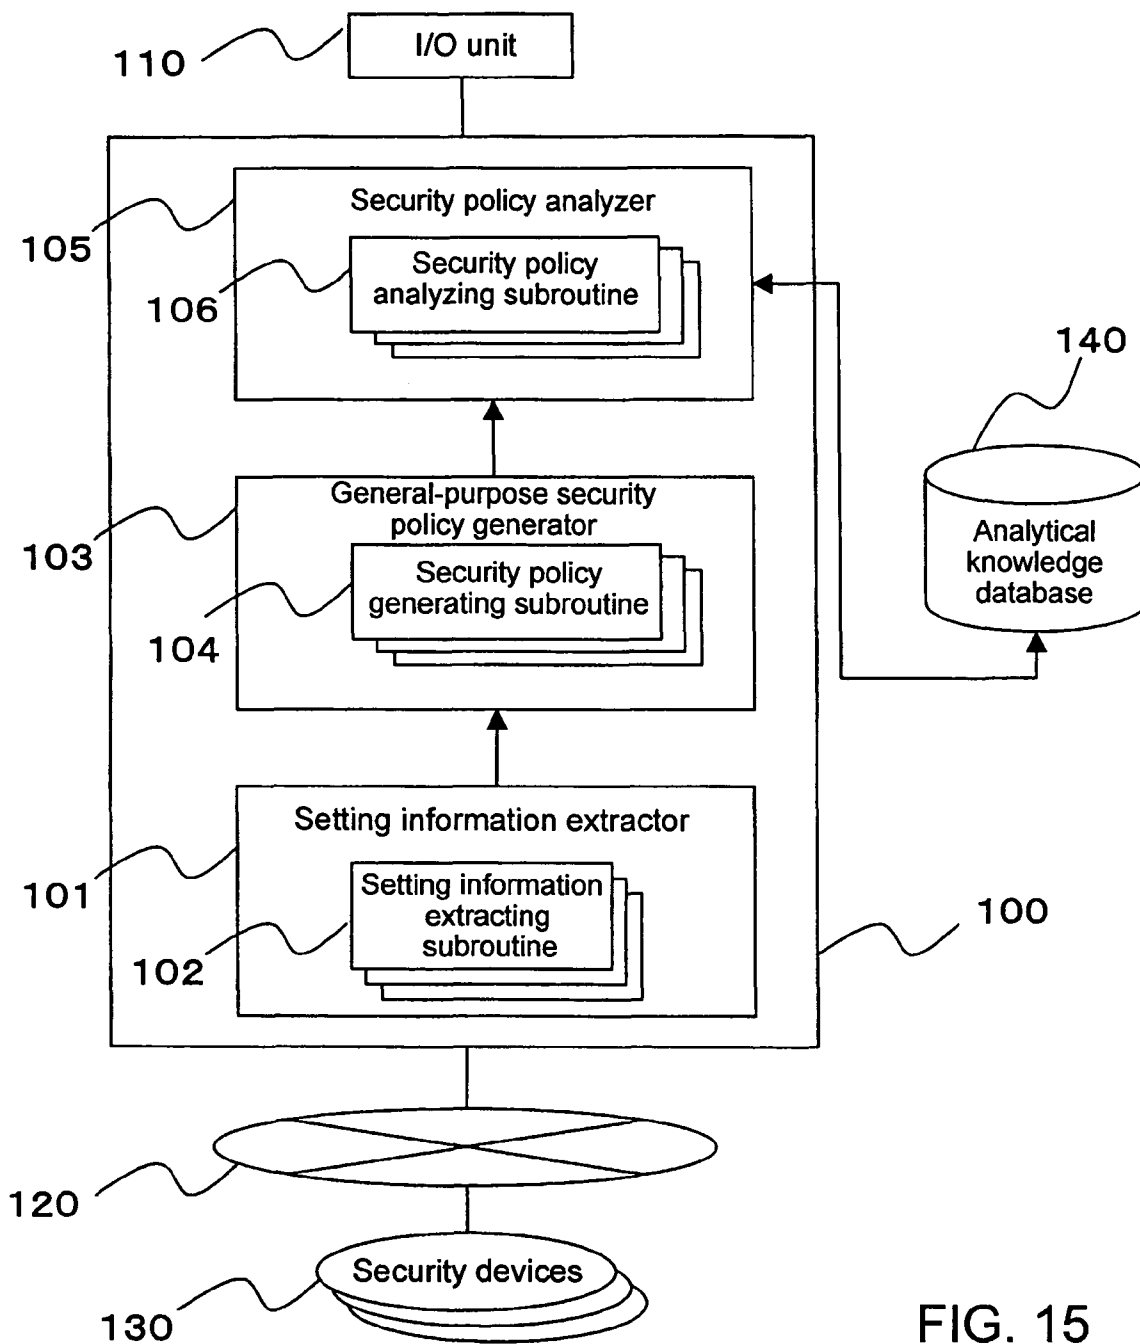 I/O unit
110
Security policy analyzer
105
Security policy
analyzing subroutine
106
140
General-purpose security
policy generator
103
Security policy
generating subroutine
104
Analytical
knowledge
database
Setting information extractor
101
Setting information
extracting
subroutine
102
100
120
Security devices
130
FIG. 15